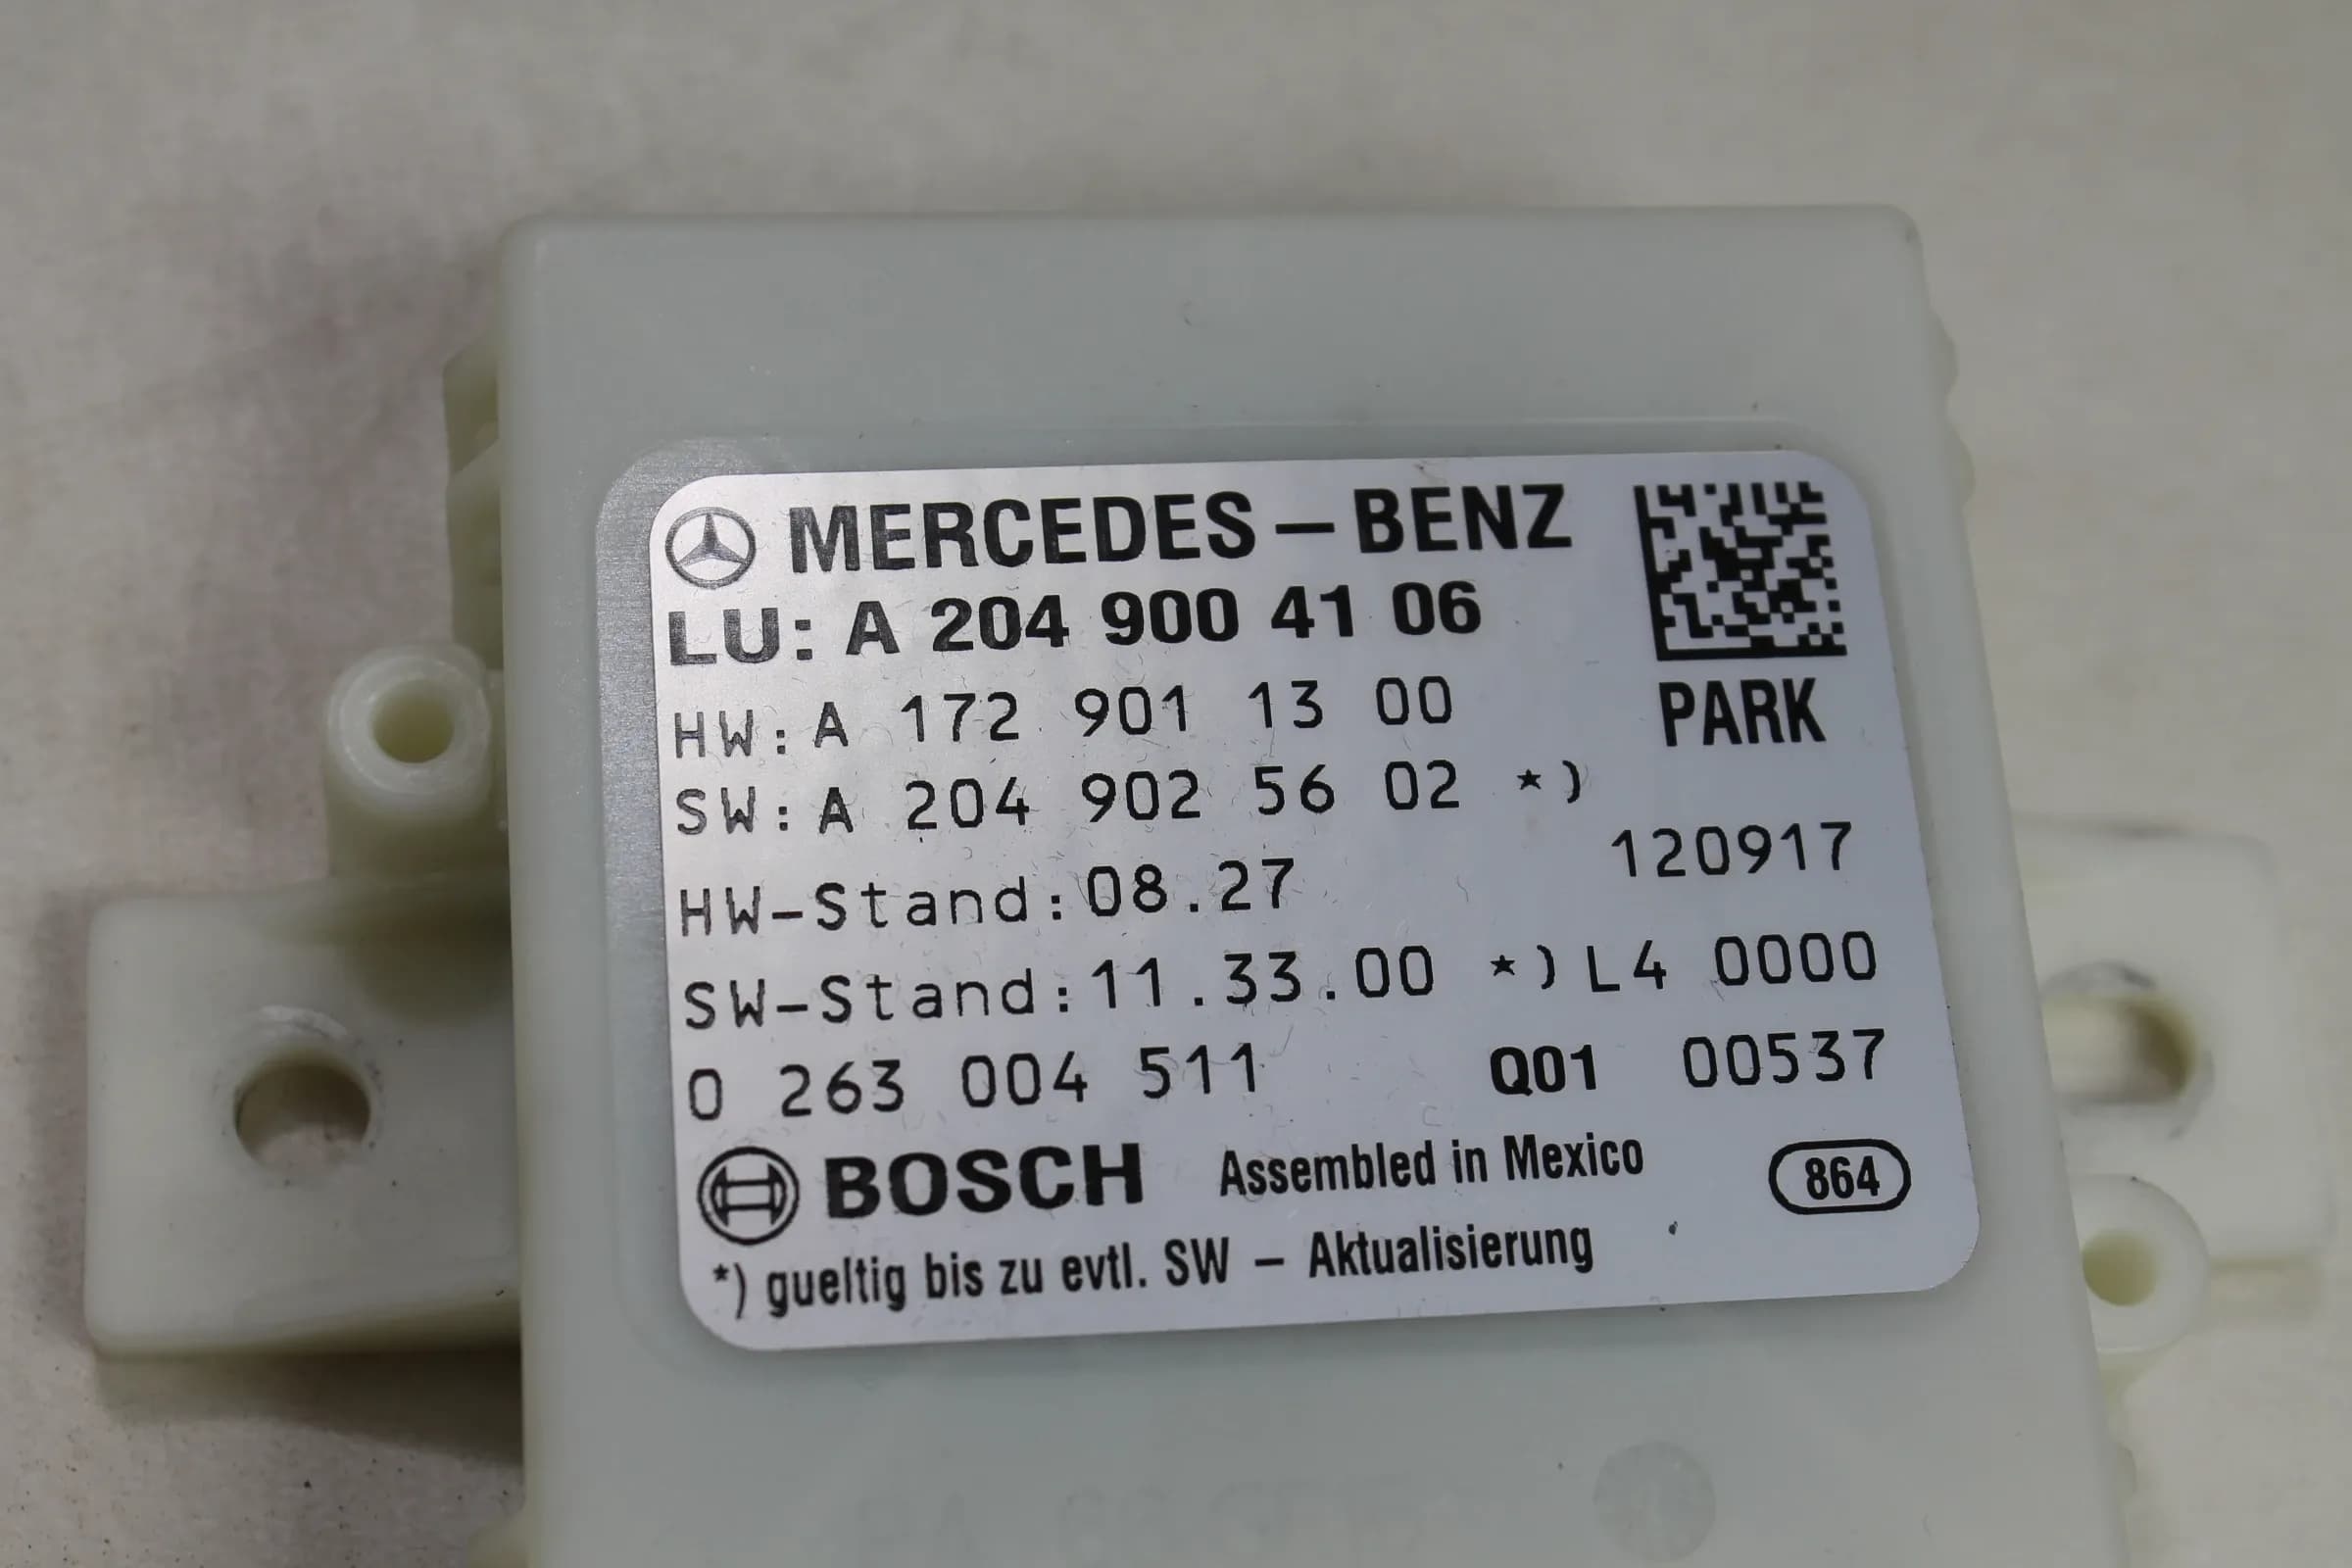 MERCEDES-BENZ
LU: A 204 900 41 06
HW: A 172 901 13 00
PARK
SW: A 204 902 56 02 *)
HW-Stand: 08.27 120917
SW-Stand: 11.33.00 *) L4 0000
0 263 004 511 Q01 00537
BOSCH Assembled in Mexico 864
*) gueltig bis zu evtl. SW - Aktualisierung